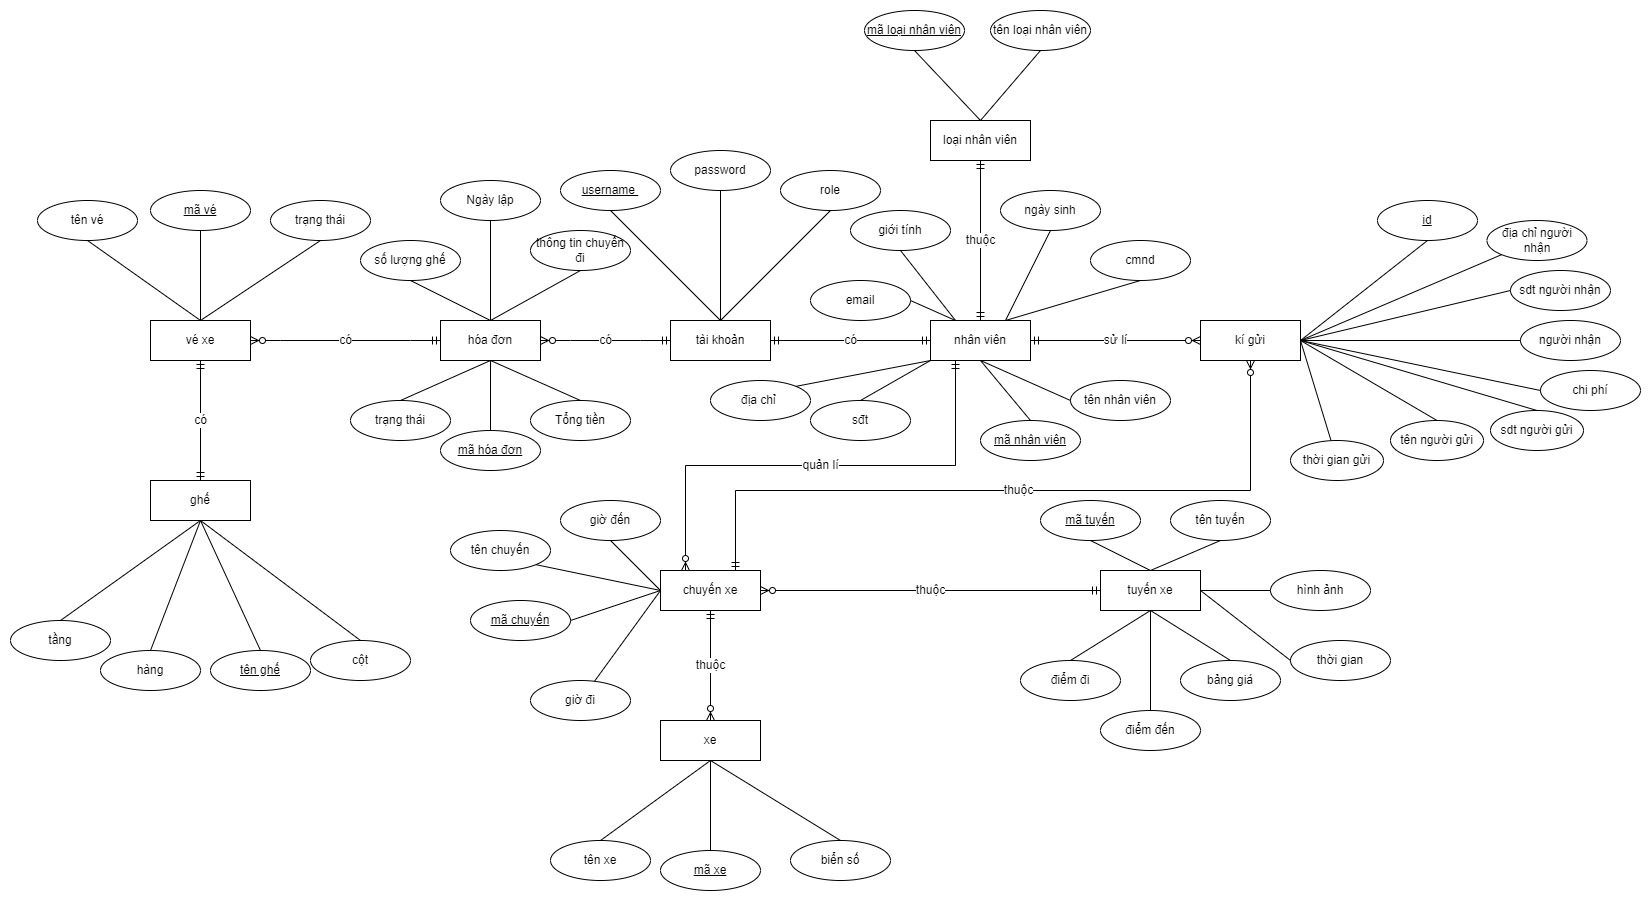 mã loại nhân viên
tên loại nhân viên
loại nhân viên
password
username
role
mã vé
tên vé
trạng thái
Ngày lập
số lượng ghế
thông tin chuyến
đi
giới tính
ngày sinh
thuộc
email
cmnd
id
địa chỉ người
nhận
sdt người nhận
vé xe
có
hóa đơn
có
tài khoản
có
nhân viên
sử lí
kí gửi
người nhận
chi phí
sdt người gửi
tên người gửi
thời gian gửi
địa chỉ
sđt
tên nhân viên
mã nhân viên
có
trạng thái
mã hóa đơn
Tổng tiền
quản lí
thuộc
ghế
giờ đến
tên chuyến
mã chuyến
giờ đi
mã tuyến
tên tuyến
chuyến xe
thuộc
tuyến xe
hình ảnh
thời gian
tầng
hàng
tên ghế
cột
thuộc
điểm đi
điểm đến
bảng giá
xe
tên xe
mã xe
biển số